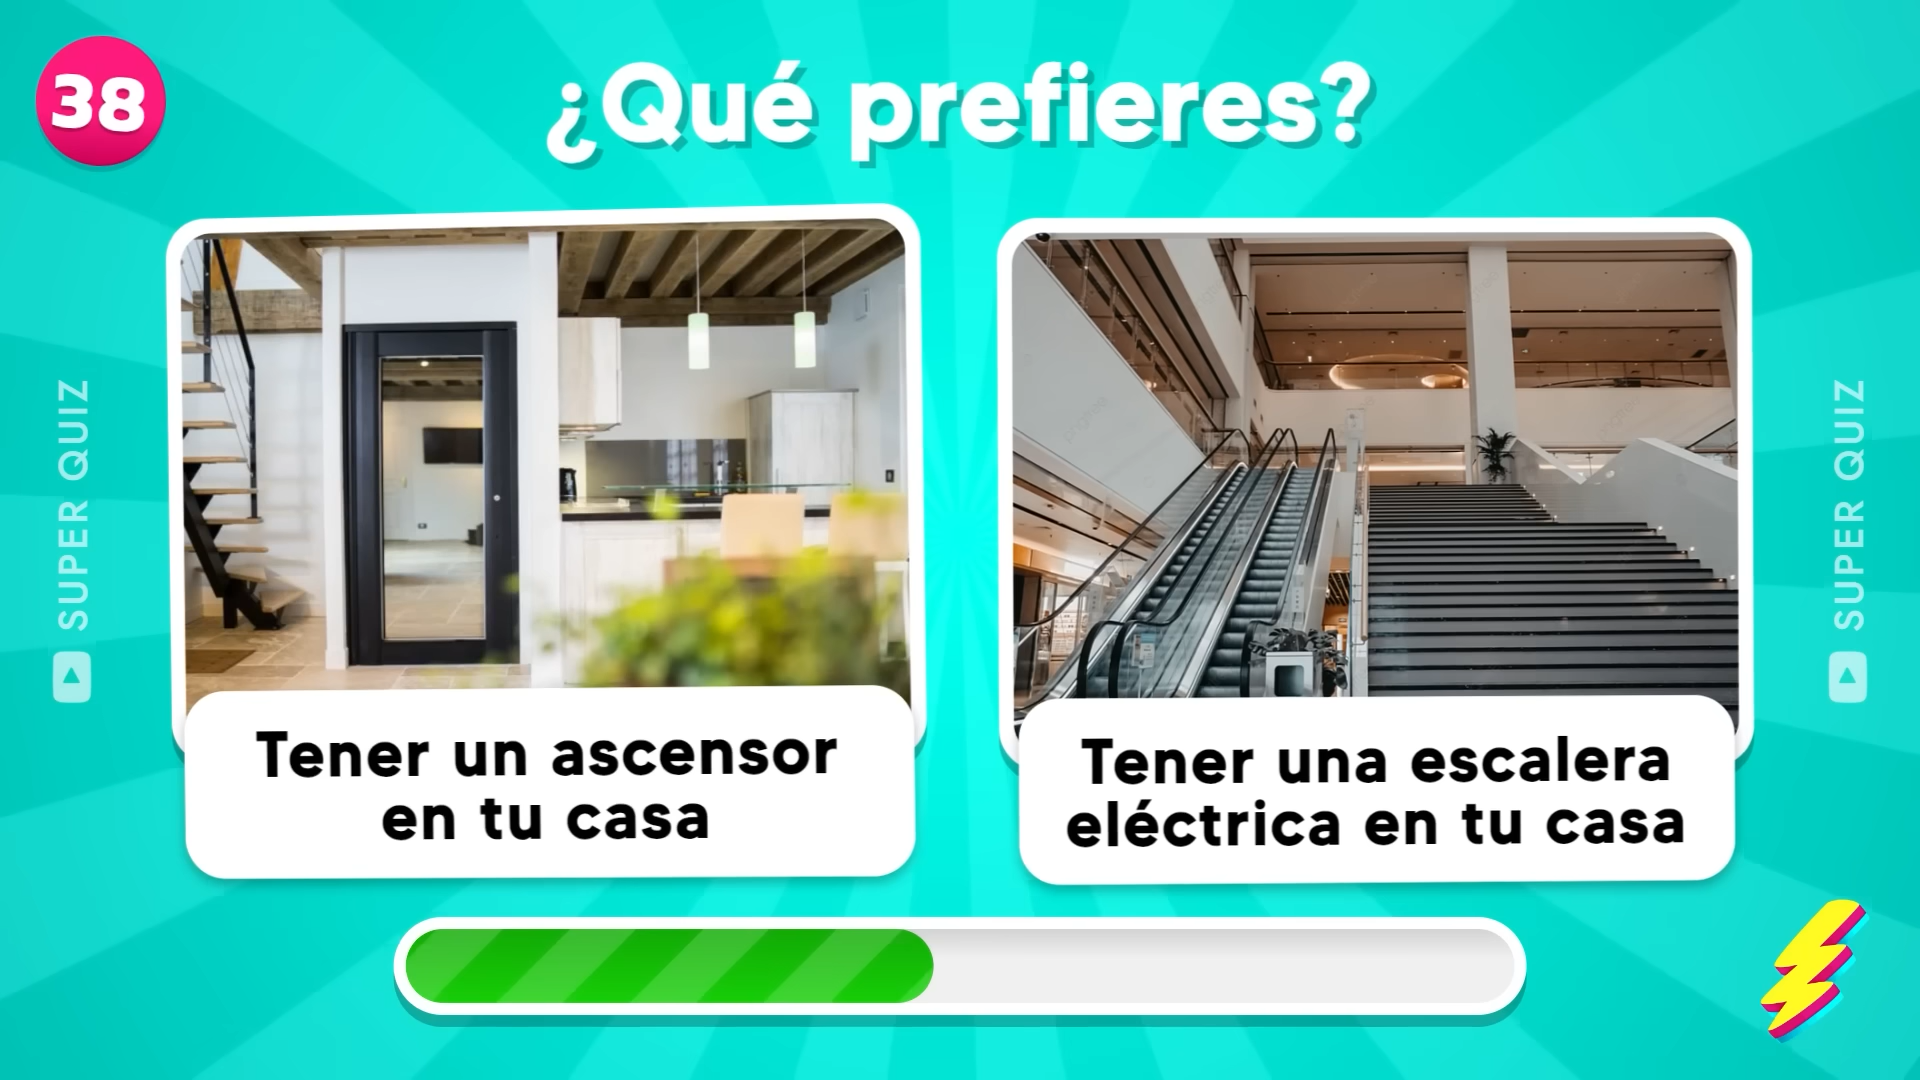 38
¿Qué prefieres?
SUPER QUIZ
SUPER QUIZ
Tener un ascensor
en tu casa
Tener una escalera
eléctrica en tu casa